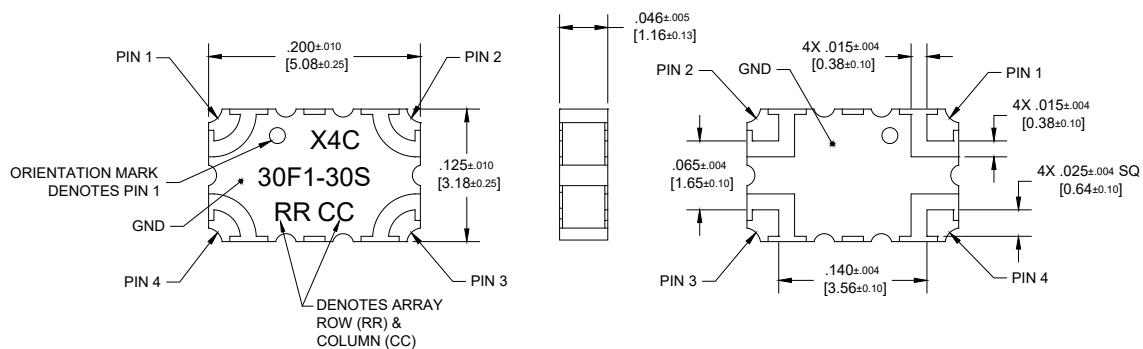 PIN 1
.200±.010
[5.08±0.25]
PIN 2
X4C
30F1-30S
RR CC
.125±.010
[3.18±0.25]
ORIENTATION MARK
DENOTES PIN 1
GND
PIN 4
PIN 3
DENOTES ARRAY
ROW (RR) &
COLUMN (CC)
.046±.005
[1.16±0.13]
PIN 2
GND
4X .015±.004
[0.38±0.10]
PIN 1
4X .015±.004
[0.38±0.10]
.065±.004
[1.65±0.10]
4X .025±.004 SQ
[0.64±0.10]
PIN 3
.140±.004
[3.56±0.10]
PIN 4